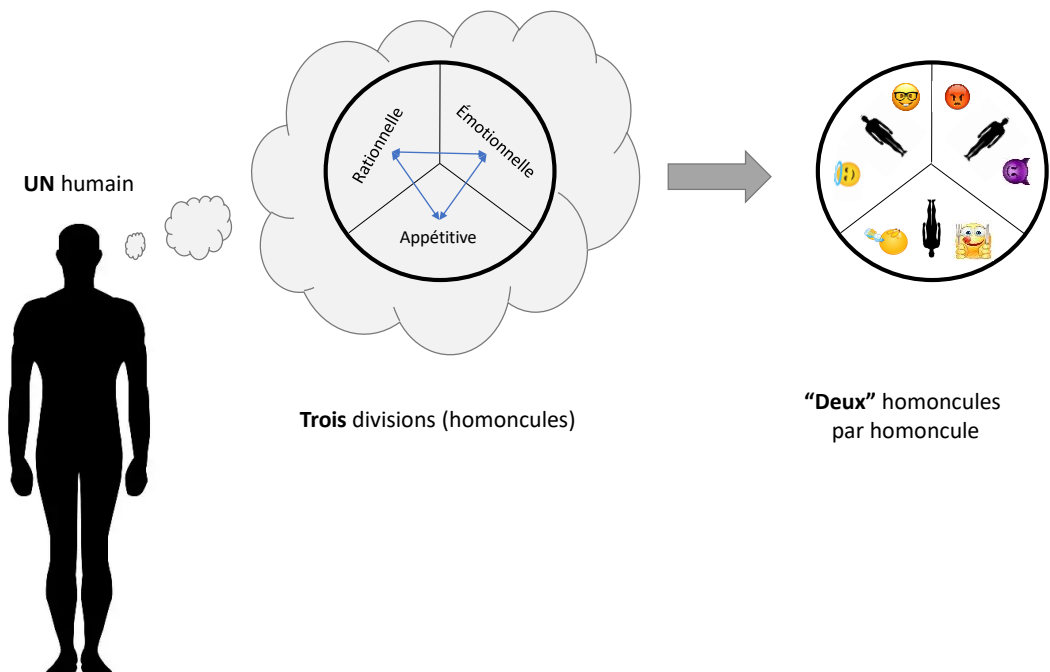 UN humain
Rationnelle
Émotionnelle
Appétitive
Trois divisions (homoncules)
“Deux” homoncules
par homoncule